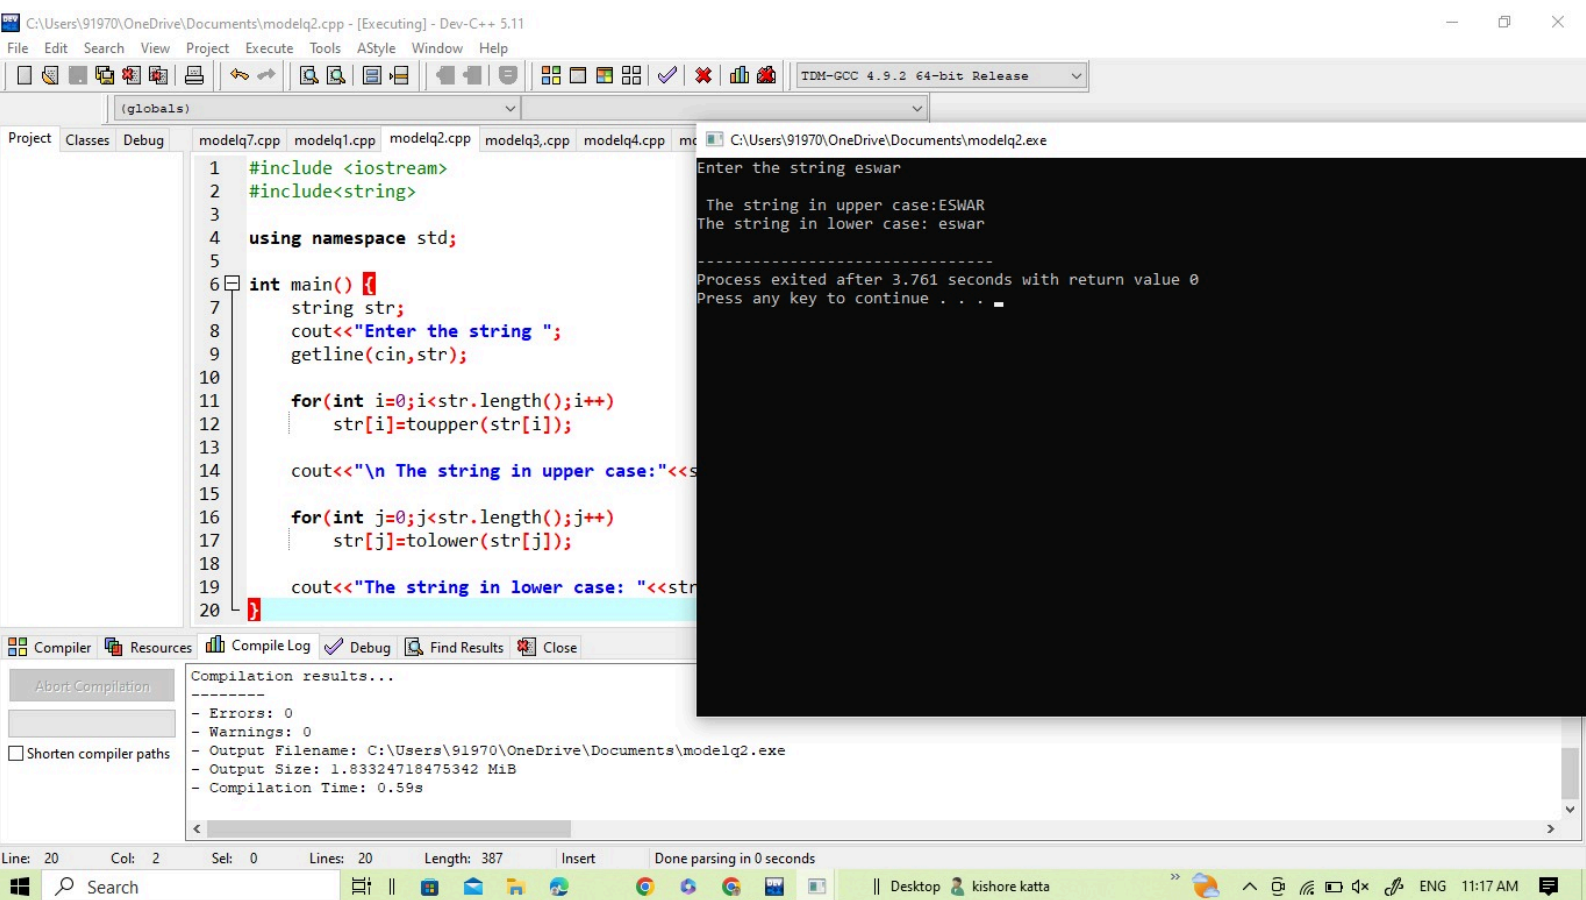 C:\Users\91970\OneDrive\Documents\modelq2.cpp - [Executing] - Dev-C++ 5.11
File Edit Search View Project Execute Tools AStyle Window Help
TDM-GCC 4.9.2 64-bit Release
(globals)
Project Classes Debug
modelq7.cpp modelq1.cpp modelq2.cpp modelq3,.cpp modelq4.cpp mo
1 #include <iostream>
2 #include<string>
3
4 using namespace std;
5
6 int main() {
7 string str;
8 cout<<"Enter the string ";
9 getline(cin,str);
10
11 for(int i=0;i<str.length();i++)
12 str[i]=toupper(str[i]);
13
14 cout<<"\n The string in upper case:"<<s
15
16 for(int j=0;j<str.length();j++)
17 str[j]=tolower(str[j]);
18
19 cout<<"The string in lower case: "<<str
20 }
C:\Users\91970\OneDrive\Documents\modelq2.exe
Enter the string eswar
The string in upper case:ESWAR
The string in lower case: eswar
--------------------------------
Process exited after 3.761 seconds with return value 0
Press any key to continue . . .
Compiler Resources Compile Log Debug Find Results Close
Abort Compilation
Shorten compiler paths
Compilation results...
--------
- Errors: 0
- Warnings: 0
- Output Filename: C:\Users\91970\OneDrive\Documents\modelq2.exe
- Output Size: 1.83324718475342 MiB
- Compilation Time: 0.59s
Line: 20 Col: 2 Sel: 0 Lines: 20 Length: 387 Insert Done parsing in 0 seconds
Search
Desktop kishore katta
ENG 11:17 AM